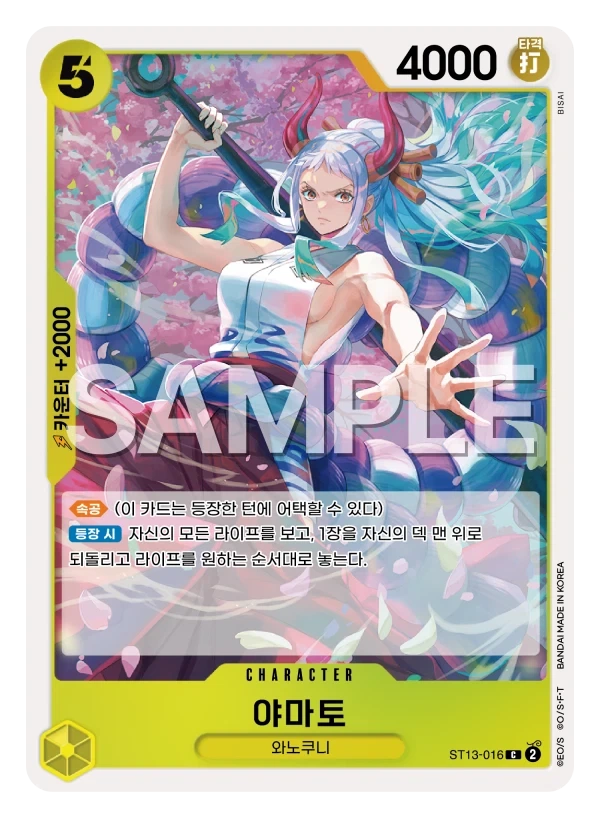 5
4000
타격
打
BISAI
카운터 +2000
SAMPLE
속공 (이 카드는 등장한 턴에 어택할 수 있다)
등장 시 자신의 모든 라이프를 보고, 1장을 자신의 덱 맨 위로
되돌리고 라이프를 원하는 순서대로 놓는다.
CHARACTER
야마토
와노쿠니
ST13-016 C 2
©EO/S ©O/S·F·T BANDAI MADE IN KOREA